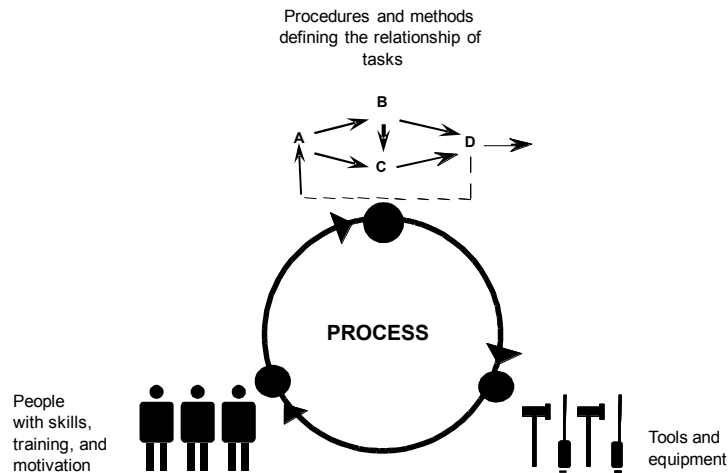 Procedures and methods
defining the relationship of
tasks
B
A
D
C
PROCESS
People
with skills,
training, and
motivation
Tools and
equipment